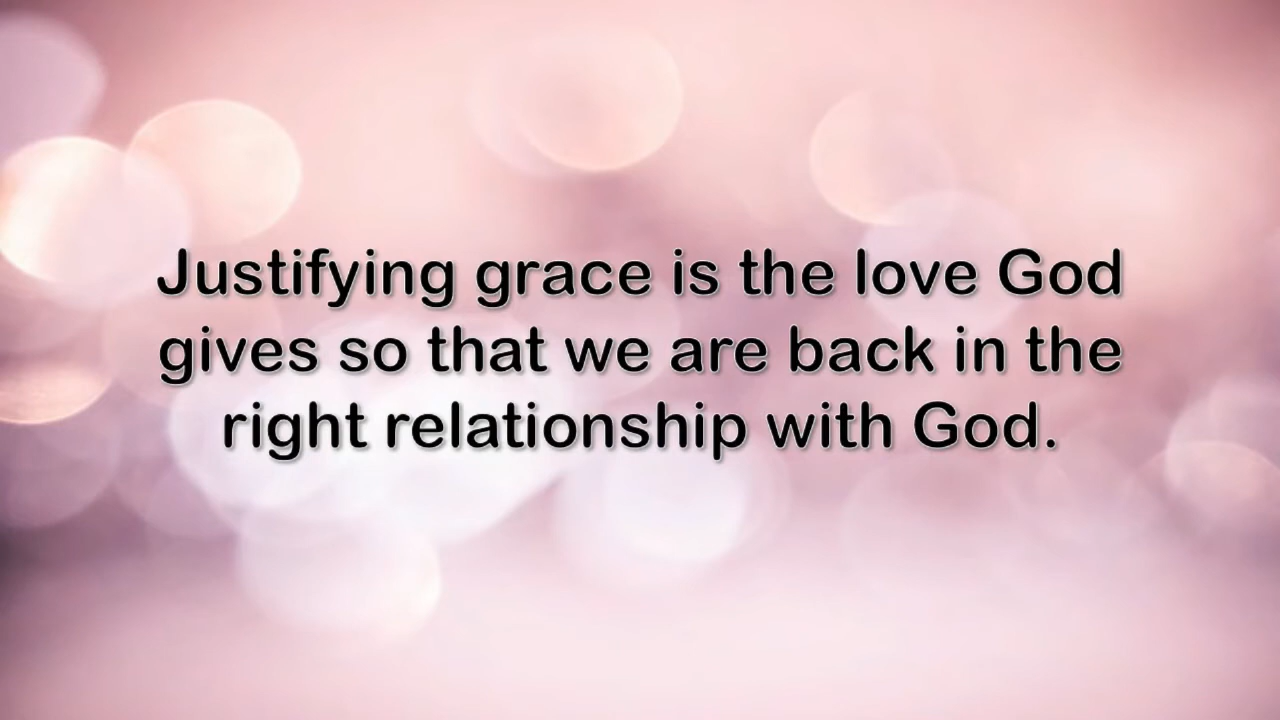 Justifying grace is the love God
gives so that we are back in the
right relationship with God.